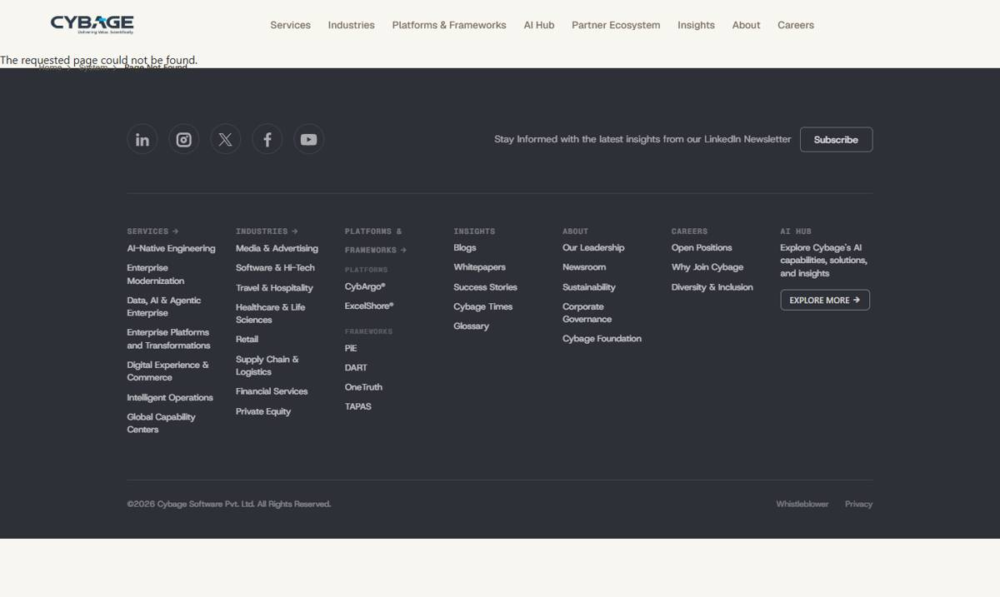 CYBAGE
Delivering Value. Scientifically.
Services Industries Platforms & Frameworks AI Hub Partner Ecosystem Insights About Careers
The requested page could not be found.
Home > System > Page Not Found
Stay Informed with the latest insights from our LinkedIn Newsletter
Subscribe
SERVICES →
AI-Native Engineering
Enterprise
Modernization
Data, AI & Agentic
Enterprise
Enterprise Platforms
and Transformations
Digital Experience &
Commerce
Intelligent Operations
Global Capability
Centers
INDUSTRIES →
Media & Advertising
Software & Hi-Tech
Travel & Hospitality
Healthcare & Life
Sciences
Retail
Supply Chain &
Logistics
Financial Services
Private Equity
PLATFORMS &
FRAMEWORKS →
PLATFORMS
CybArgo®
ExcelShore®
FRAMEWORKS
PiE
DART
OneTruth
TAPAS
INSIGHTS
Blogs
Whitepapers
Success Stories
Cybage Times
Glossary
ABOUT
Our Leadership
Newsroom
Sustainability
Corporate
Governance
Cybage Foundation
CAREERS
Open Positions
Why Join Cybage
Diversity & Inclusion
AI HUB
Explore Cybage's AI
capabilities, solutions,
and insights
EXPLORE MORE →
©2026 Cybage Software Pvt. Ltd. All Rights Reserved.
Whistleblower Privacy